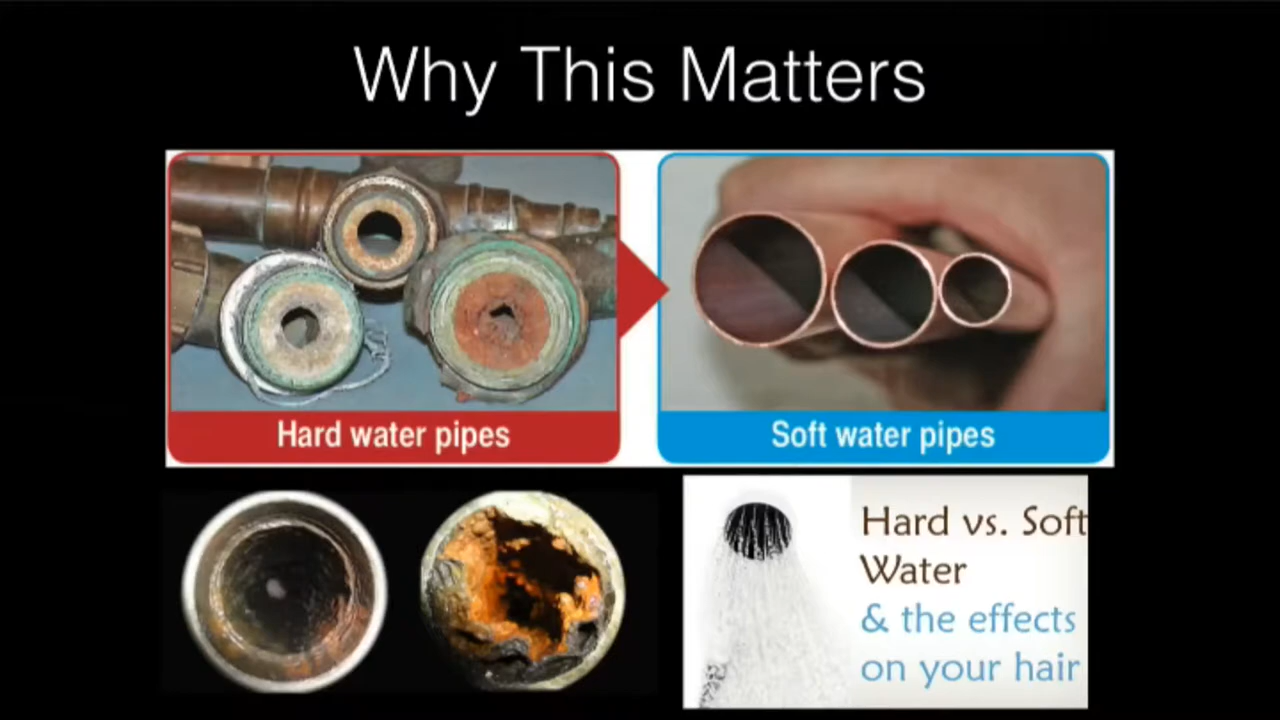 Why This Matters
Hard water pipes
Soft water pipes
Hard vs. Soft
Water
& the effects
on your hair